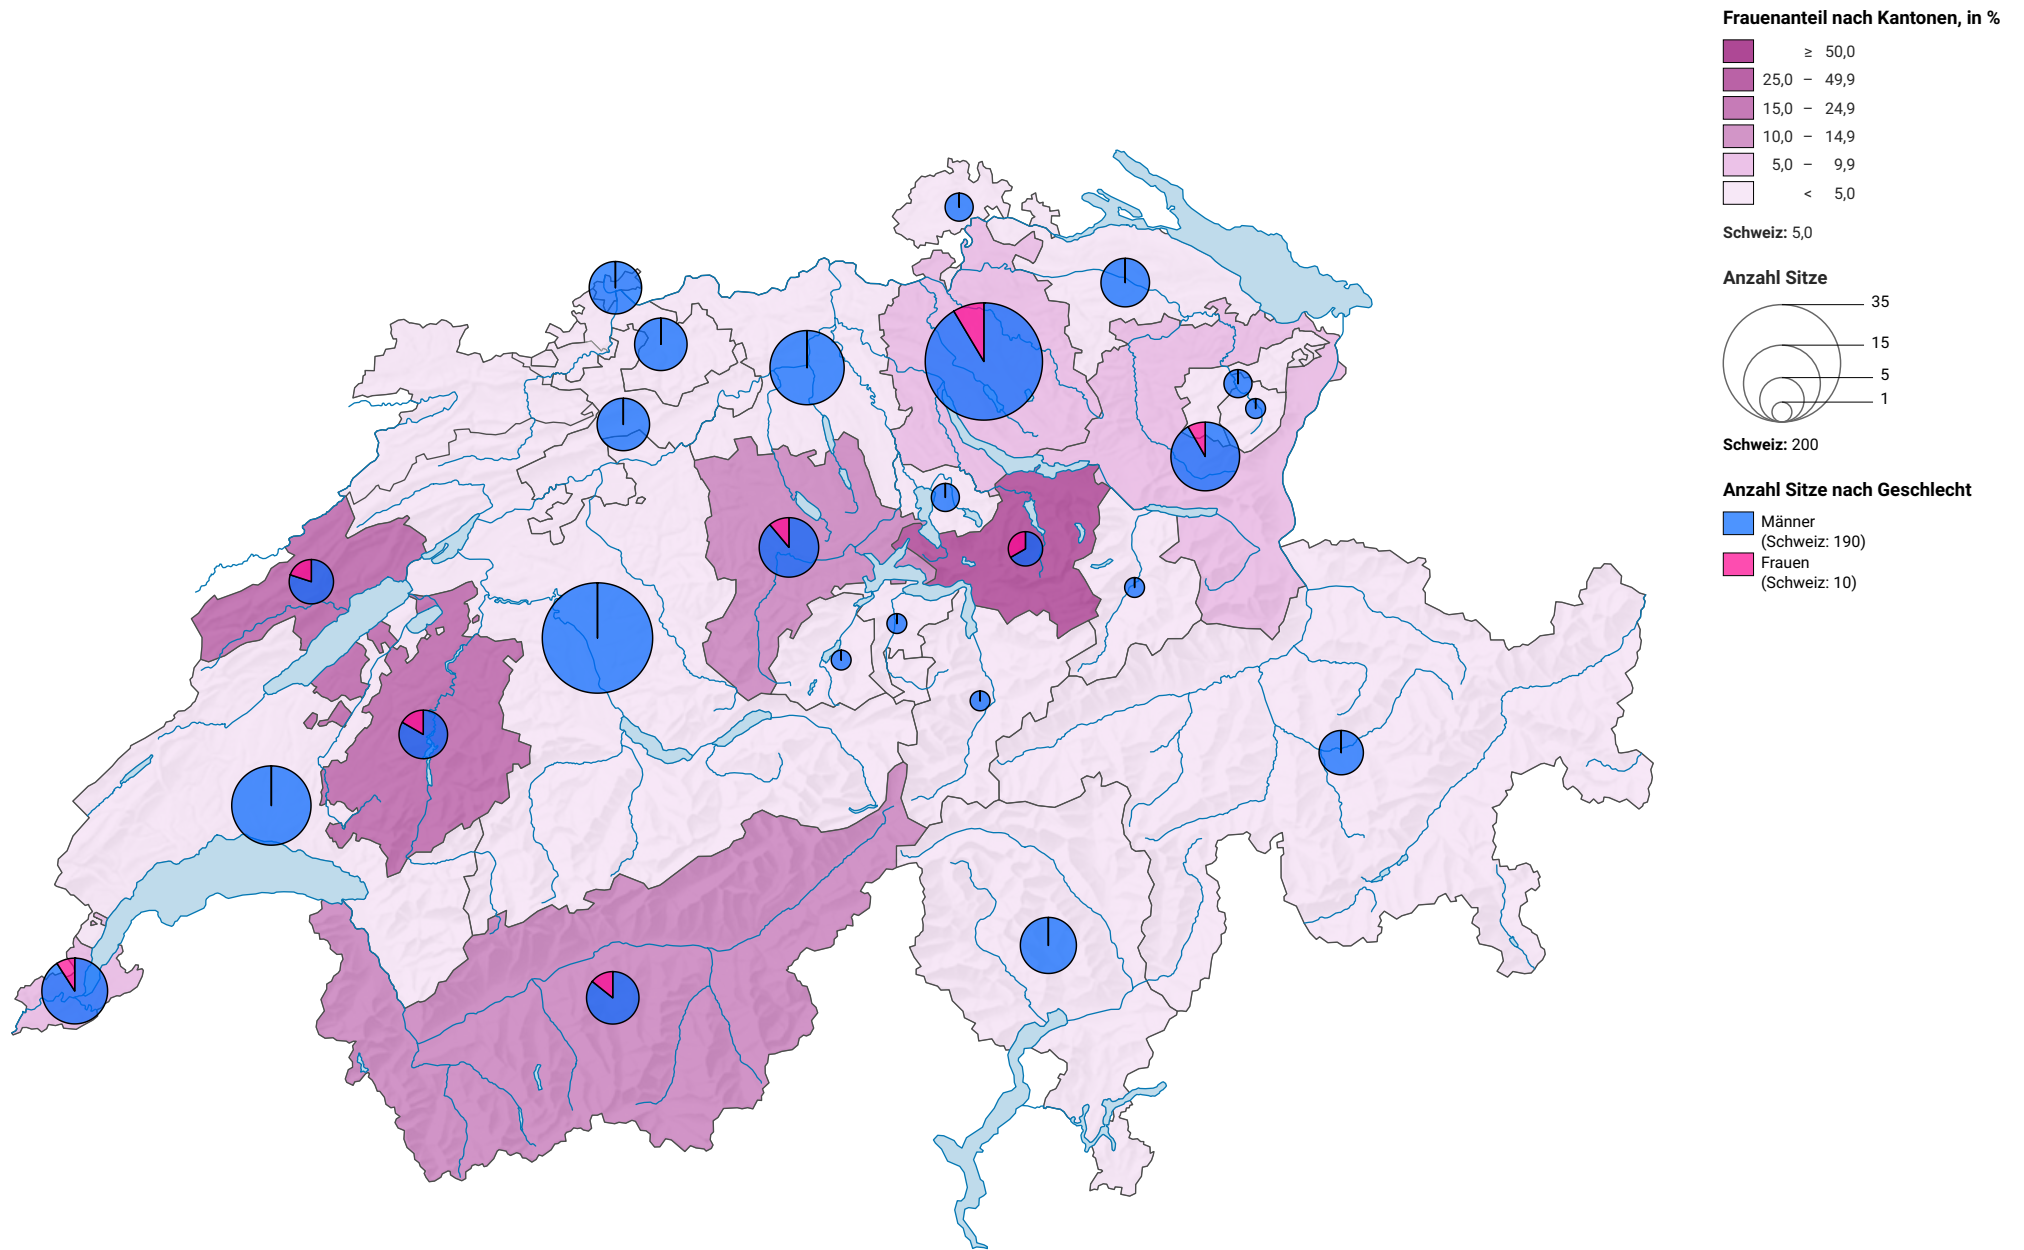 Frauenanteil nach Kantonen, in %
≥ 50,0
25,0 – 49,9
15,0 – 24,9
10,0 – 14,9
5,0 – 9,9
< 5,0
Schweiz: 5,0
Anzahl Sitze
35
15
5
1
Schweiz: 200
Anzahl Sitze nach Geschlecht
Männer
(Schweiz: 190)
Frauen
(Schweiz: 10)